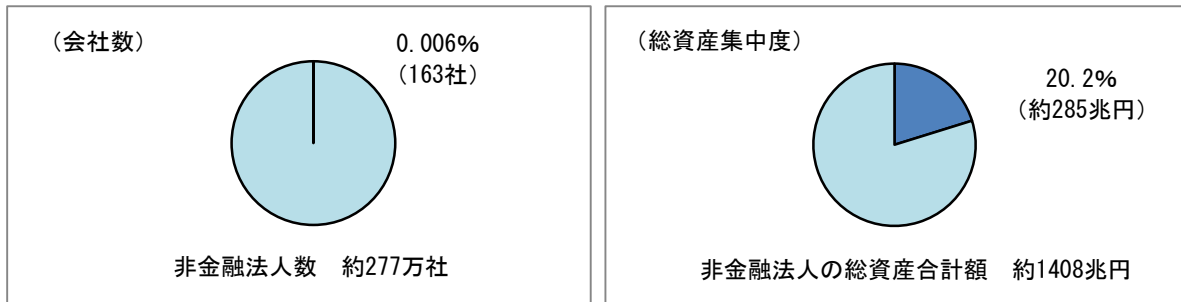 （会社数）
0.006％
（163社）
非金融法人数　約277万社
（総資産集中度）
20.2％
（約285兆円）
非金融法人の総資産合計額　約1408兆円